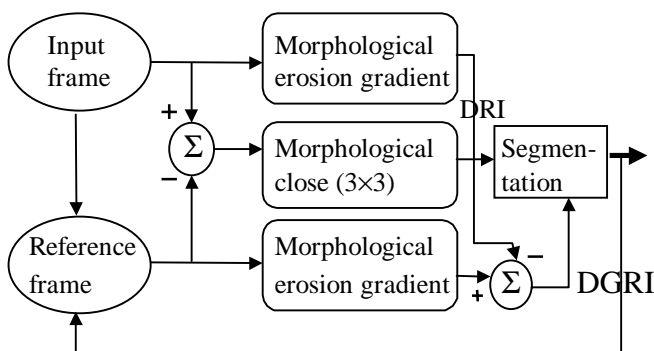 Input
frame
Morphological
erosion gradient
DRI
+
Σ
−
Morphological
close (3×3)
Segmen-
tation
Reference
frame
Morphological
erosion gradient
−
Σ
+
DGRI